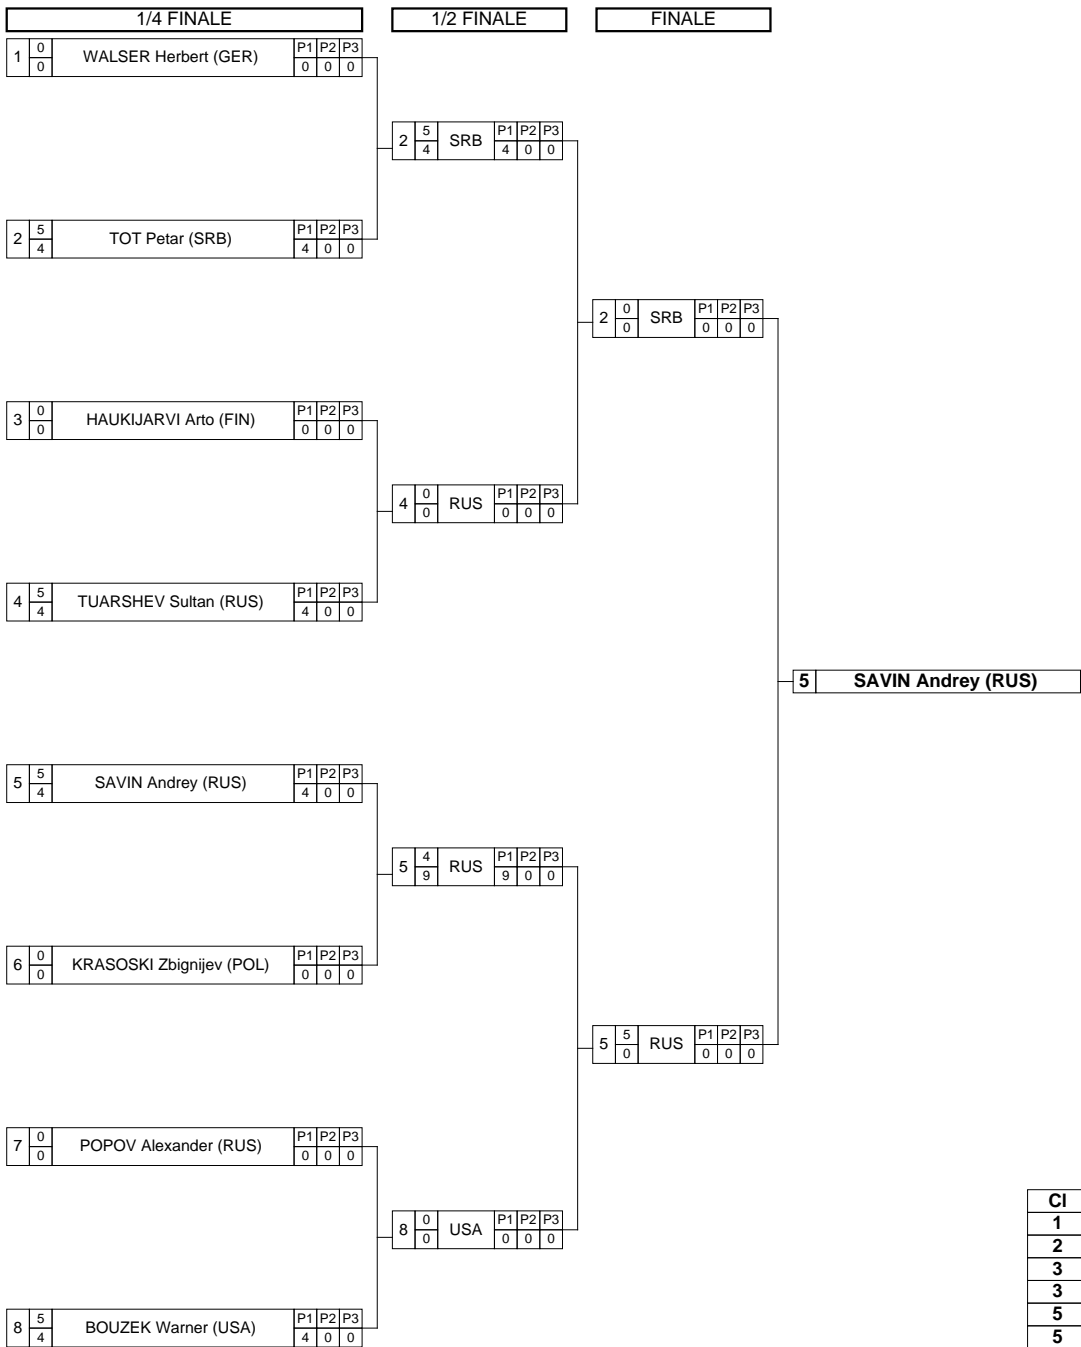 1/4 FINALE 1/2 FINALE FINALE
1 0 0 WALSER Herbert (GER) P1 P2 P3 0 0 0
2 5 4 SRB P1 P2 P3 4 0 0
2 5 4 TOT Petar (SRB) P1 P2 P3 4 0 0
2 0 0 SRB P1 P2 P3 0 0 0
3 0 0 HAUKIJARVI Arto (FIN) P1 P2 P3 0 0 0
4 0 0 RUS P1 P2 P3 0 0 0
4 5 4 TUARSHEV Sultan (RUS) P1 P2 P3 4 0 0
5 SAVIN Andrey (RUS)
5 5 4 SAVIN Andrey (RUS) P1 P2 P3 4 0 0
5 4 9 RUS P1 P2 P3 9 0 0
6 0 0 KRASOSKI Zbignijev (POL) P1 P2 P3 0 0 0
5 5 0 RUS P1 P2 P3 0 0 0
7 0 0 POPOV Alexander (RUS) P1 P2 P3 0 0 0
8 0 0 USA P1 P2 P3 0 0 0
8 5 4 BOUZEK Warner (USA) P1 P2 P3 4 0 0
Cl
1
2
3
3
5
5